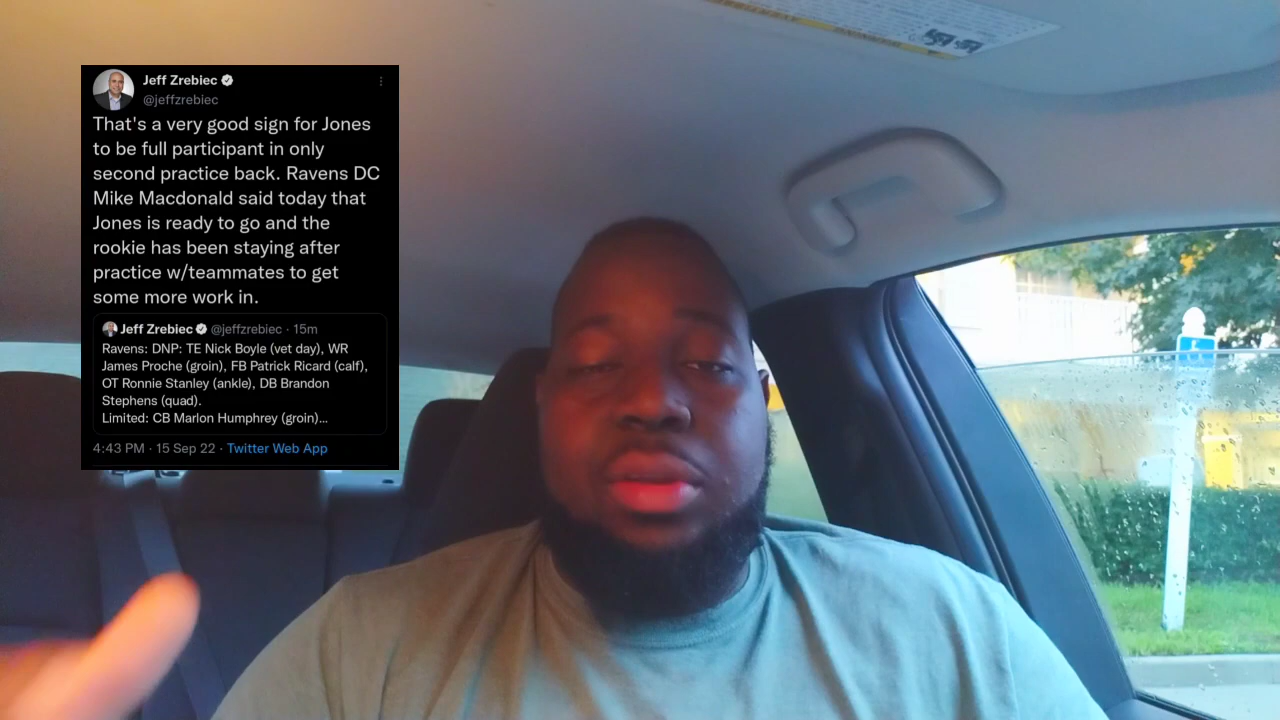 Jeff Zrebiec
@jeffzrebiec
That's a very good sign for Jones
to be full participant in only
second practice back. Ravens DC
Mike Macdonald said today that
Jones is ready to go and the
rookie has been staying after
practice w/teammates to get
some more work in.
Jeff Zrebiec @jeffzrebiec · 15m
Ravens: DNP: TE Nick Boyle (vet day), WR
James Proche (groin), FB Patrick Ricard (calf),
OT Ronnie Stanley (ankle), DB Brandon
Stephens (quad).
Limited: CB Marlon Humphrey (groin)...
4:43 PM · 15 Sep 22 · Twitter Web App